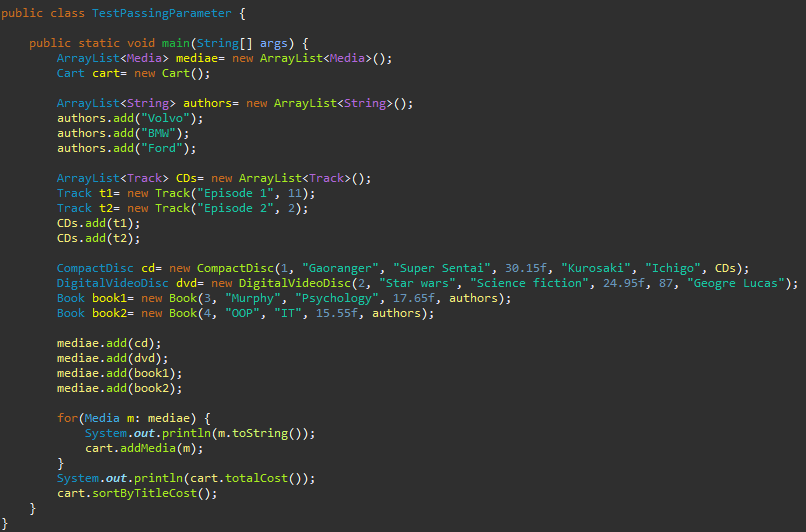 public class TestPassingParameter {
public static void main(String[] args) {
ArrayList<Media> mediae= new ArrayList<Media>();
Cart cart= new Cart();
ArrayList<String> authors= new ArrayList<String>();
authors.add("Volvo");
authors.add("BMW");
authors.add("Ford");
ArrayList<Track> CDs= new ArrayList<Track>();
Track t1= new Track("Episode 1", 11);
Track t2= new Track("Episode 2", 2);
CDs.add(t1);
CDs.add(t2);
CompactDisc cd= new CompactDisc(1, "Gaoranger", "Super Sentai", 30.15f, "Kurosaki", "Ichigo", CDs);
DigitalVideoDisc dvd= new DigitalVideoDisc(2, "Star wars", "Science fiction", 24.95f, 87, "Geogre Lucas");
Book book1= new Book(3, "Murphy", "Psychology", 17.65f, authors);
Book book2= new Book(4, "OOP", "IT", 15.55f, authors);
mediae.add(cd);
mediae.add(dvd);
mediae.add(book1);
mediae.add(book2);
for(Media m: mediae) {
System.out.println(m.toString());
cart.addMedia(m);
}
System.out.println(cart.totalCost());
cart.sortByTitleCost();
}
}